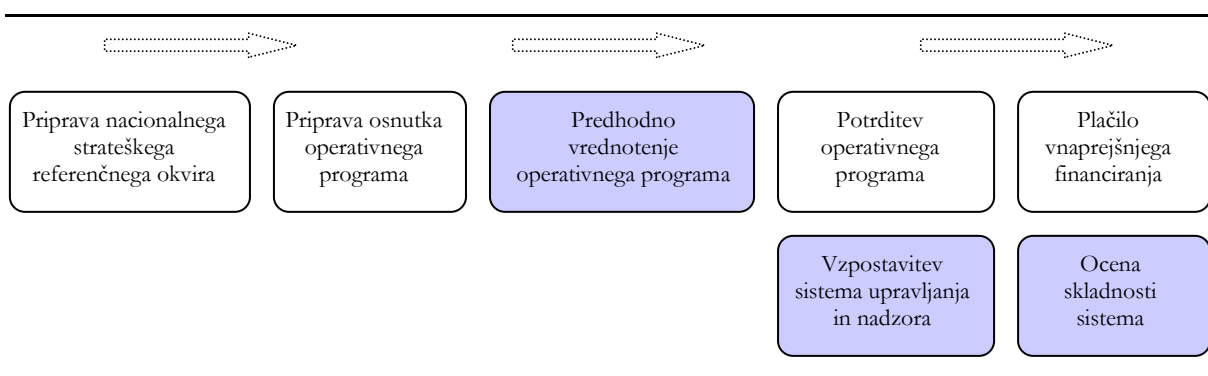 Priprava nacionalnega
strateškega
referenčnega okvira
Priprava osnutka
operativnega
programa
Predhodno
vrednotenje
operativnega programa
Potrditev
operativnega
programa
Plačilo
vnaprejšnjega
financiranja
Vzpostavitev
sistema upravljanja
in nadzora
Ocena
skladnosti
sistema